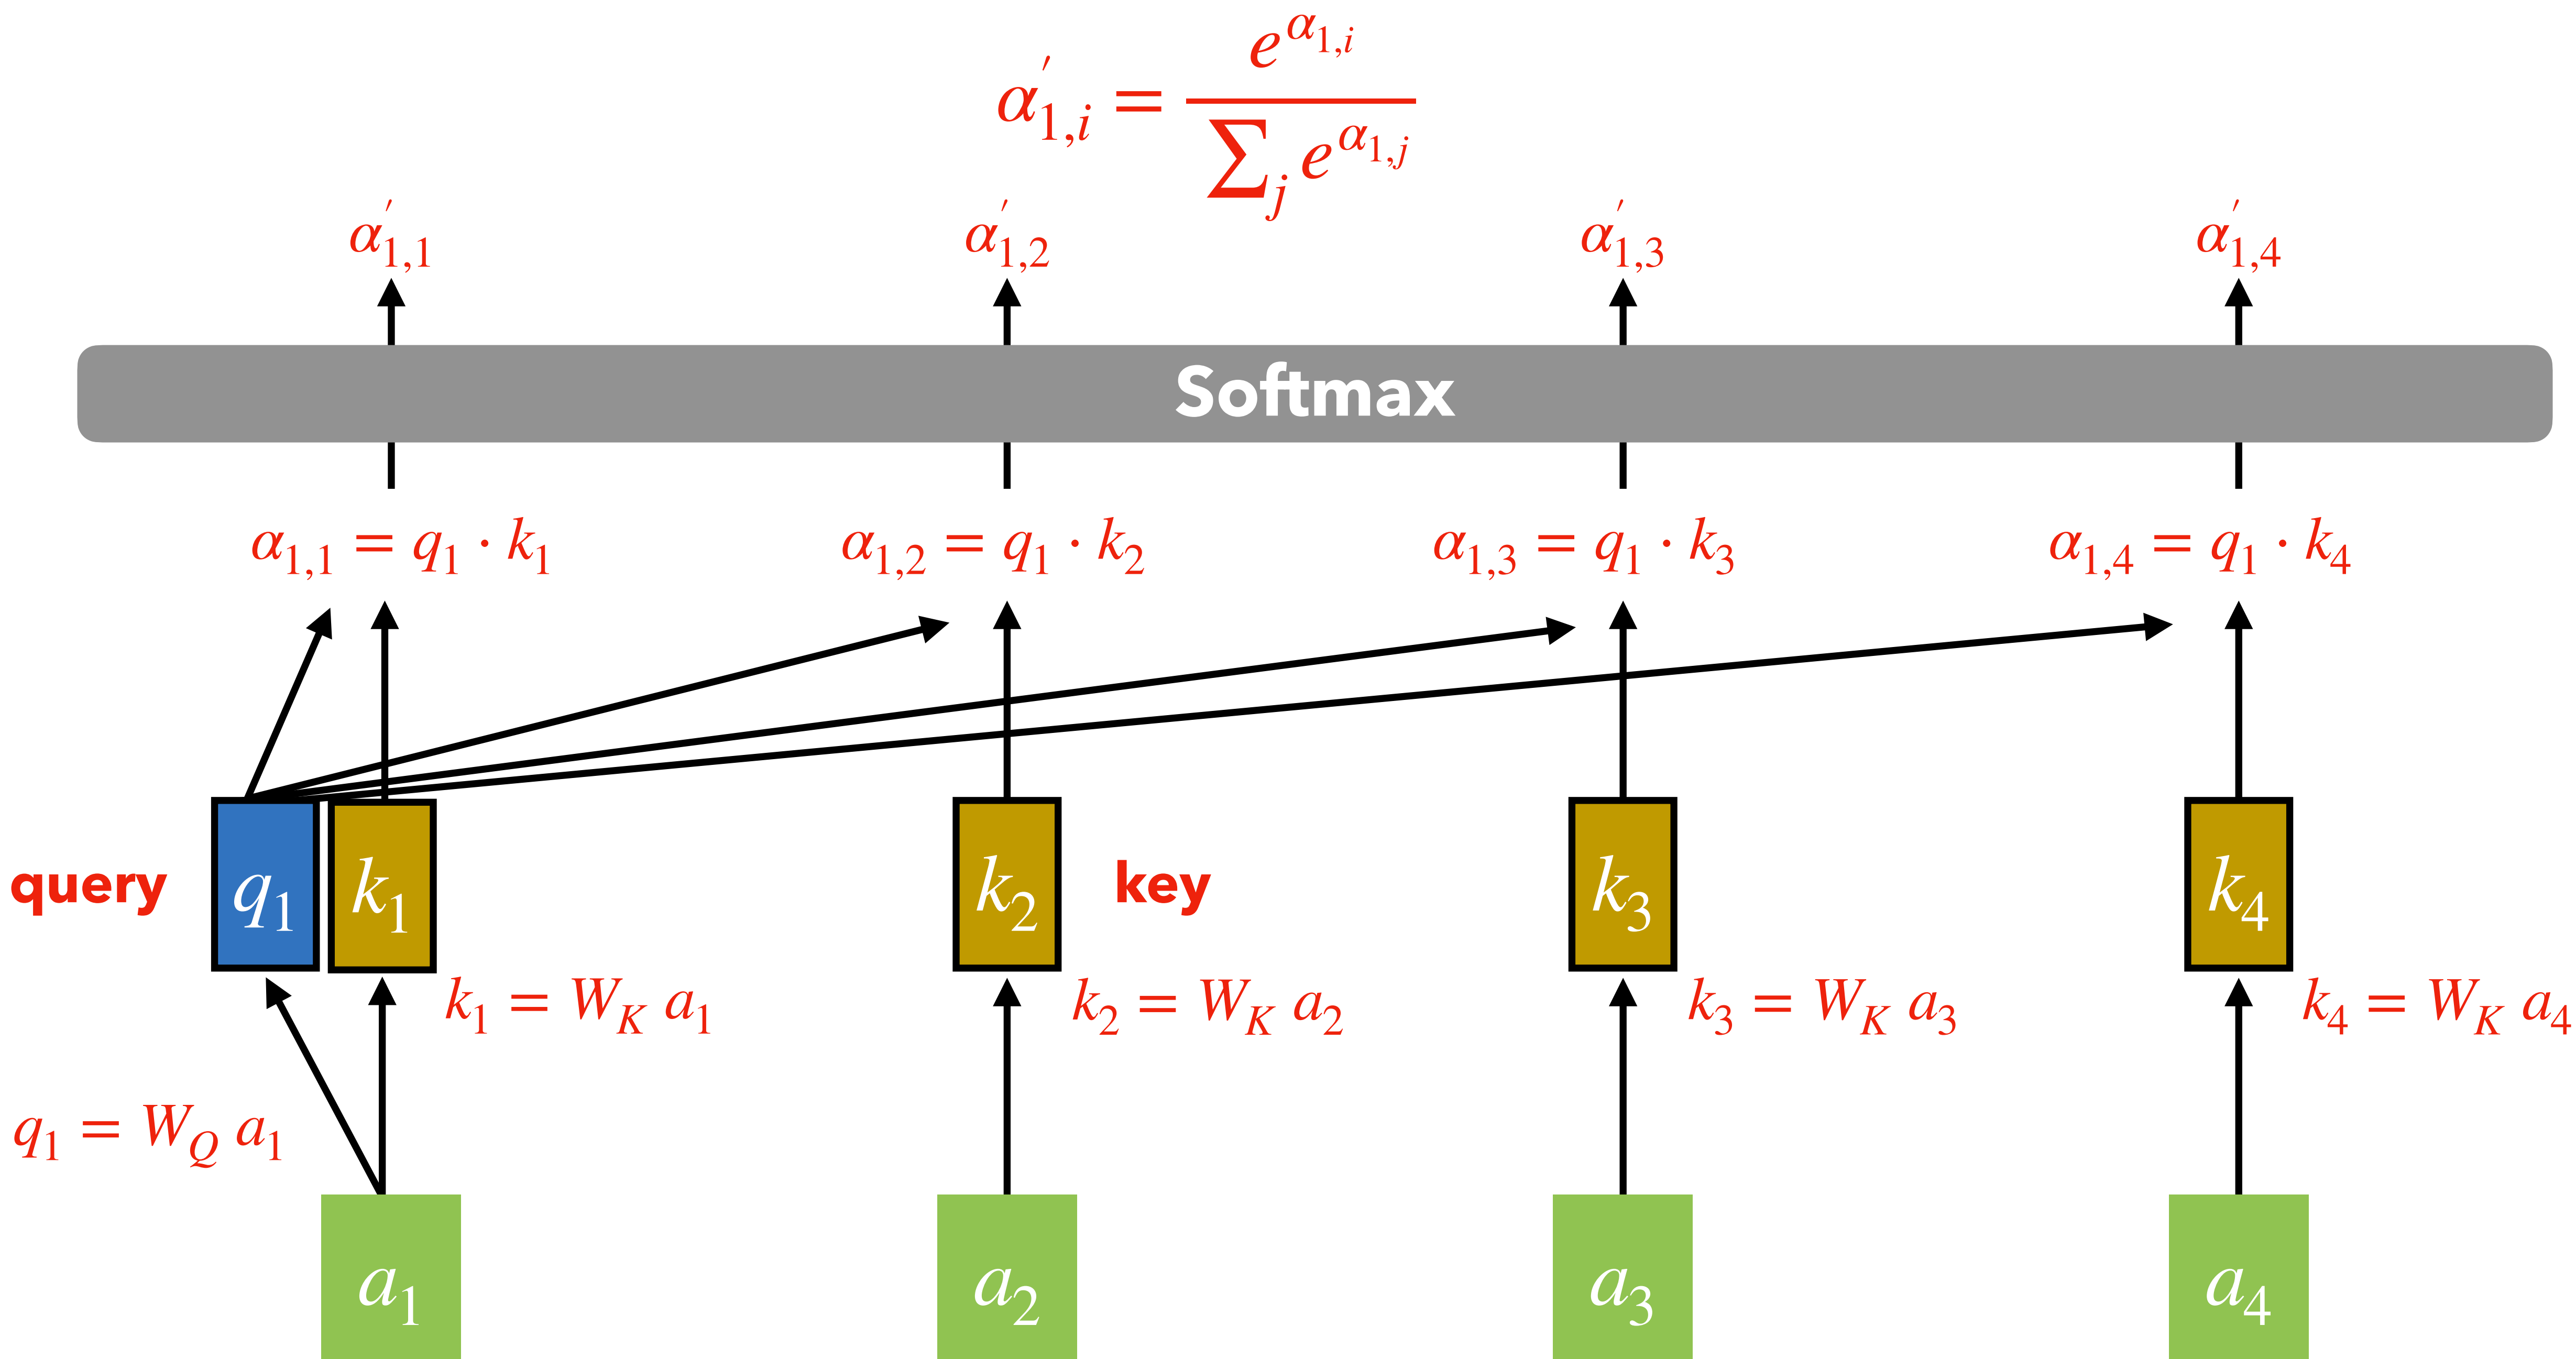 α′1,i = e^α1,i / ∑j e^α1,j
α′1,1 α′1,2 α′1,3 α′1,4
Softmax
α1,1 = q1 · k1 α1,2 = q1 · k2 α1,3 = q1 · k3 α1,4 = q1 · k4
query q1 k1 k2 key k3 k4
k1 = WK a1 k2 = WK a2 k3 = WK a3 k4 = WK a4
q1 = WQ a1
a1 a2 a3 a4